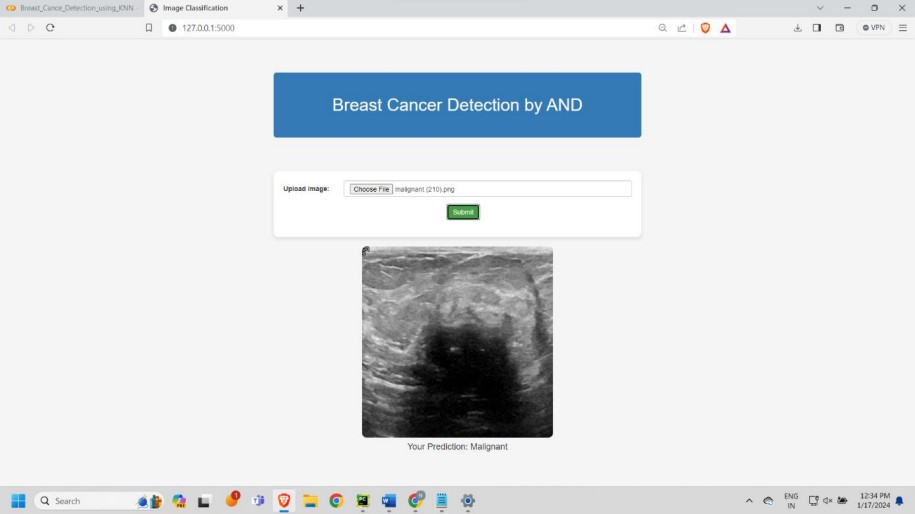 Breast_Cance_Detection_using_KNN
Image Classification
127.0.0.1:5000
VPN
Breast Cancer Detection by AND
Upload image:
Choose File malignant (210).png
Submit
Your Prediction: Malignant
Search
ENG
IN
12:34 PM
1/17/2024